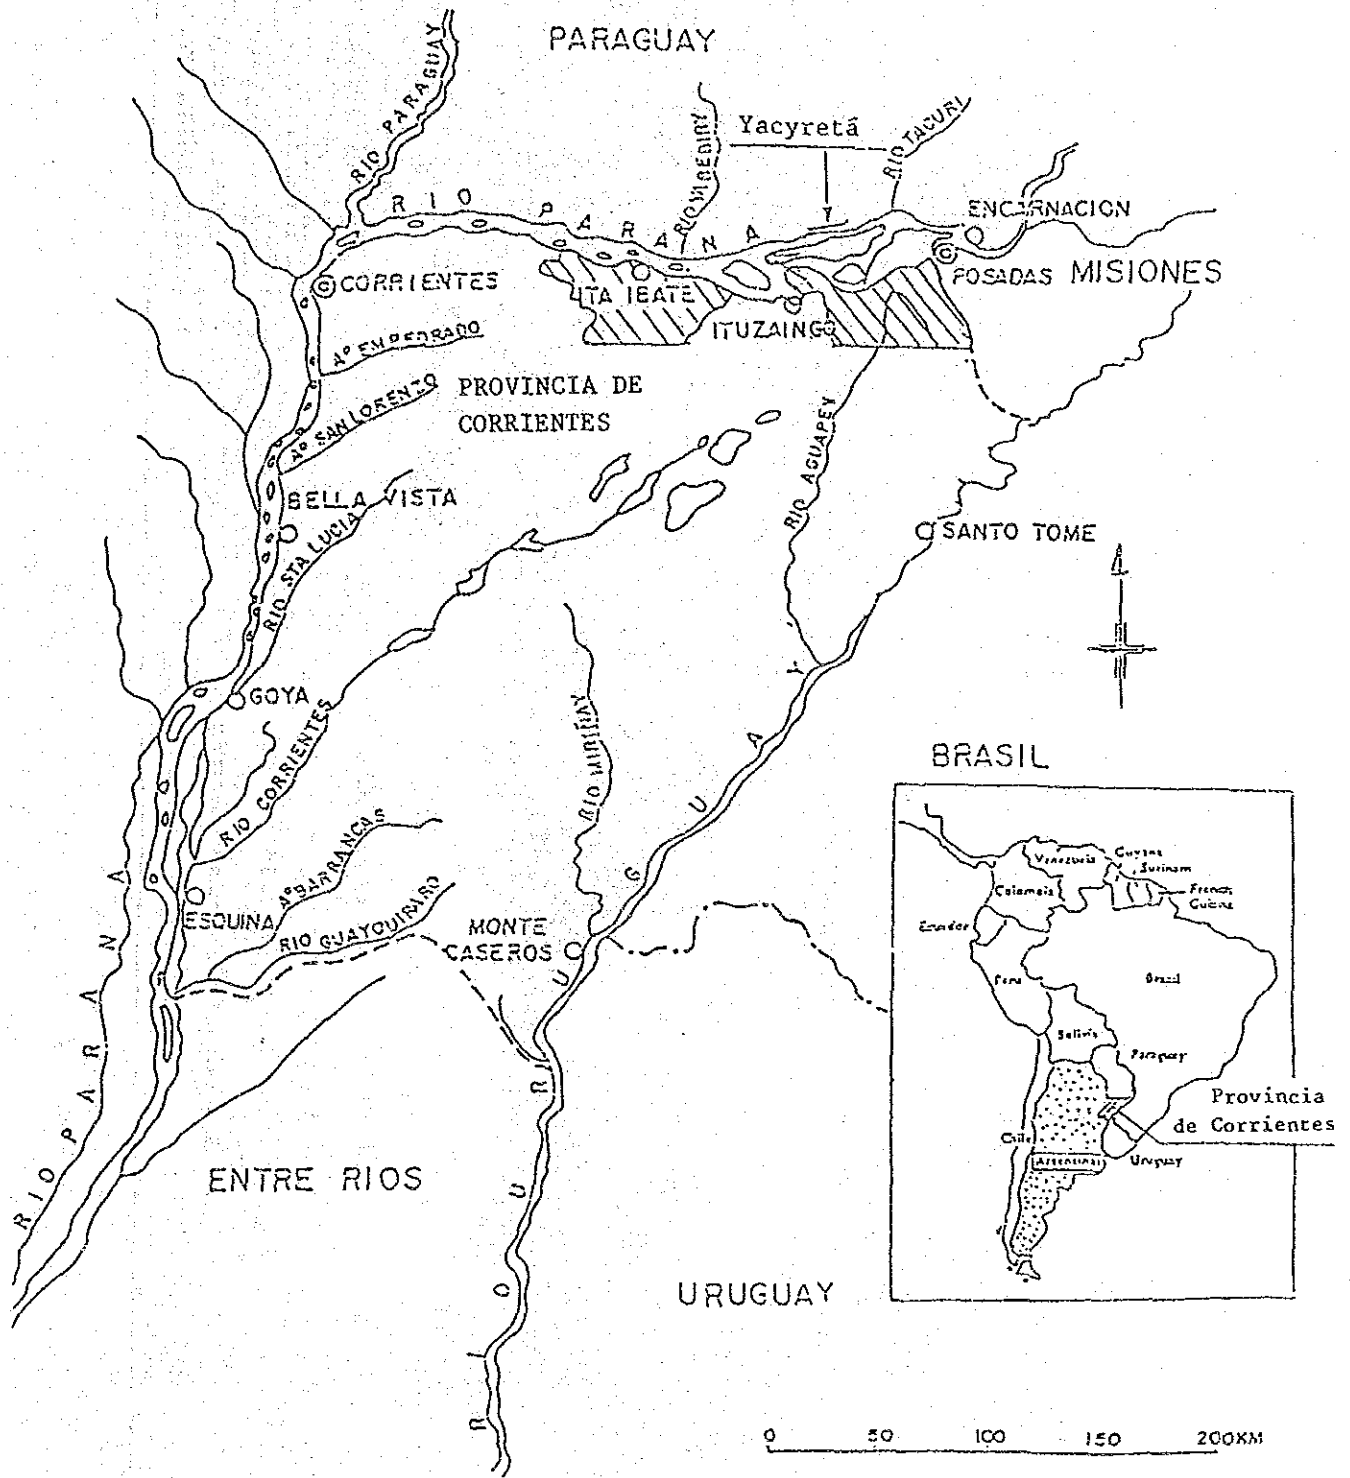 PARAGUAY
RIO PARAGUAY
Yacyretá
RIO TACURI
RIO PARANA
ENCARNACION
CORRIENTES
POSADAS
MISIONES
ITA IBATE
ITUZAINGO
Aº EMPEDRADO
Aº SAN LORENZO
PROVINCIA DE
CORRIENTES
RIO AGUAPEY
BELLA VISTA
RIO STA LUCIA
SANTO TOME
GOYA
RIO CORRIENTES
RIO MIRIÑAY
BRASIL
Aº BARRANCAS
ESQUINA
RIO GUAYQUIRARO
MONTE
CASEROS
RIO PARANA
RIO URUGUAY
ENTRE RIOS
URUGUAY
Venezuela
Guyana
Surinam
French
Guiana
Colombia
Ecuador
Peru
Brazil
Bolivia
Paraguay
Provincia
de Corrientes
Chile
Argentina
Uruguay
0 50 100 150 200KM